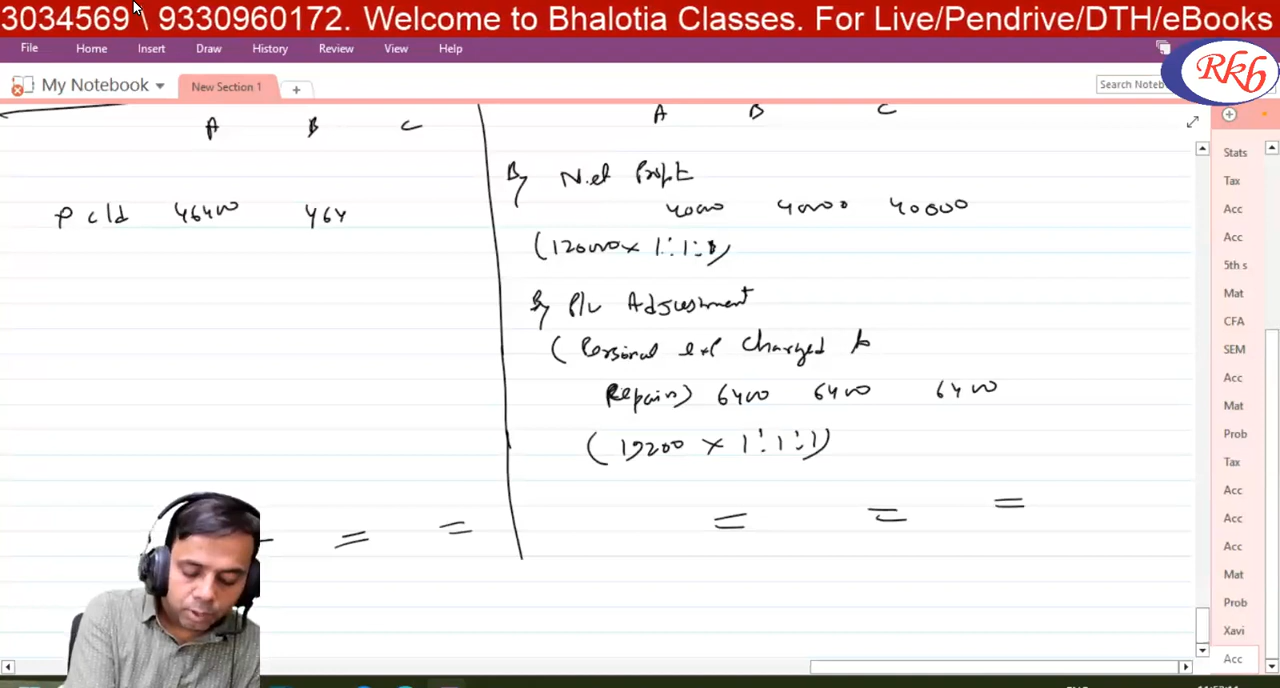 3034569 \ 9330960172. Welcome to Bhalotia Classes. For Live/Pendrive/DTH/eBooks
File Home Insert Draw History Review View Help
Rkb
My Notebook New Section 1 + Search Noteb
A B C
A B C
By Net Profit
40000 40000 40000
(120000 x 1:1:1)
By P/L Adjustment
(Personal exp charged to
Repairs) 6400 6400 6400
(19200 x 1:1:1)
P c/d 46400 464
Stats
Tax
Acc
Acc
5th s
Mat
CFA
SEM
Acc
Mat
Prob
Tax
Acc
Acc
Acc
Mat
Prob
Xavi
Acc